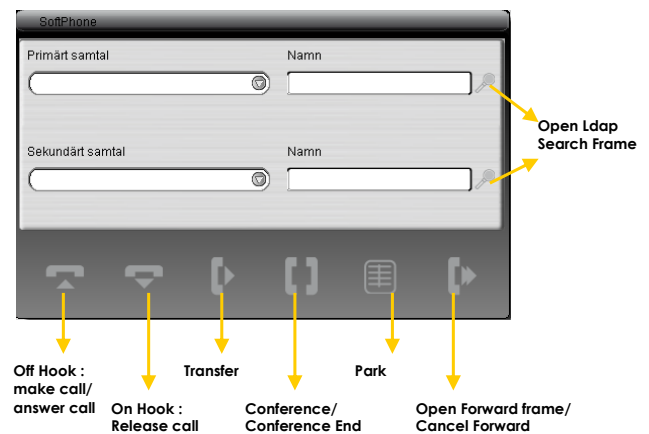 SoftPhone
Primärt samtal
Namn
Open Ldap
Search Frame
Sekundärt samtal
Namn
Off Hook :
make call/
answer call
On Hook :
Release call
Transfer
Conference/
Conference End
Park
Open Forward frame/
Cancel Forward